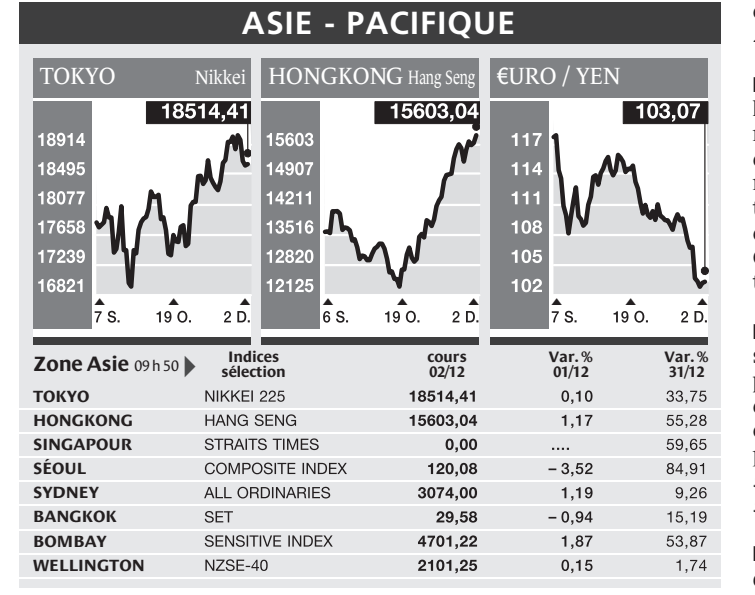 ASIE - PACIFIQUE
TOKYO Nikkei
18514,41
18914
18495
18077
17658
17239
16821
7 S. 19 O. 2 D.
HONGKONG Hang Seng
15603,04
15603
14907
14211
13516
12820
12125
6 S. 19 O. 2 D.
€URO / YEN
103,07
117
114
111
108
105
102
7 S. 19 O. 2 D.
Zone Asie 09h50 Indices sélection cours 02/12 Var. % 01/12 Var. % 31/12
TOKYO NIKKEI 225 18514,41 0,10 33,75
HONGKONG HANG SENG 15603,04 1,17 55,28
SINGAPOUR STRAITS TIMES 0,00 .... 59,65
SÉOUL COMPOSITE INDEX 120,08 – 3,52 84,91
SYDNEY ALL ORDINARIES 3074,00 1,19 9,26
BANGKOK SET 29,58 – 0,94 15,19
BOMBAY SENSITIVE INDEX 4701,22 1,87 53,87
WELLINGTON NZSE-40 2101,25 0,15 1,74